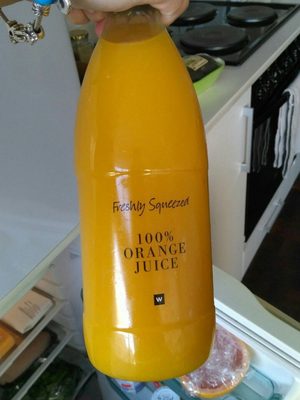 Freshly Squeezed
100%
ORANGE
JUICE
W